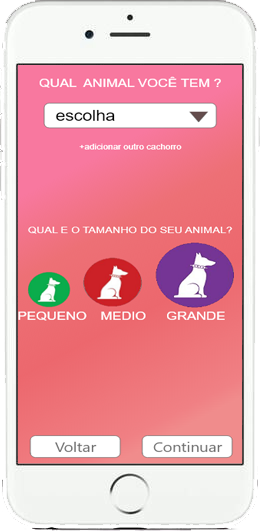 QUAL ANIMAL VOCÊ TEM ?
escolha
+adicionar outro cachorro
QUAL E O TAMANHO DO SEU ANIMAL?
PEQUENO MEDIO GRANDE
Voltar Continuar